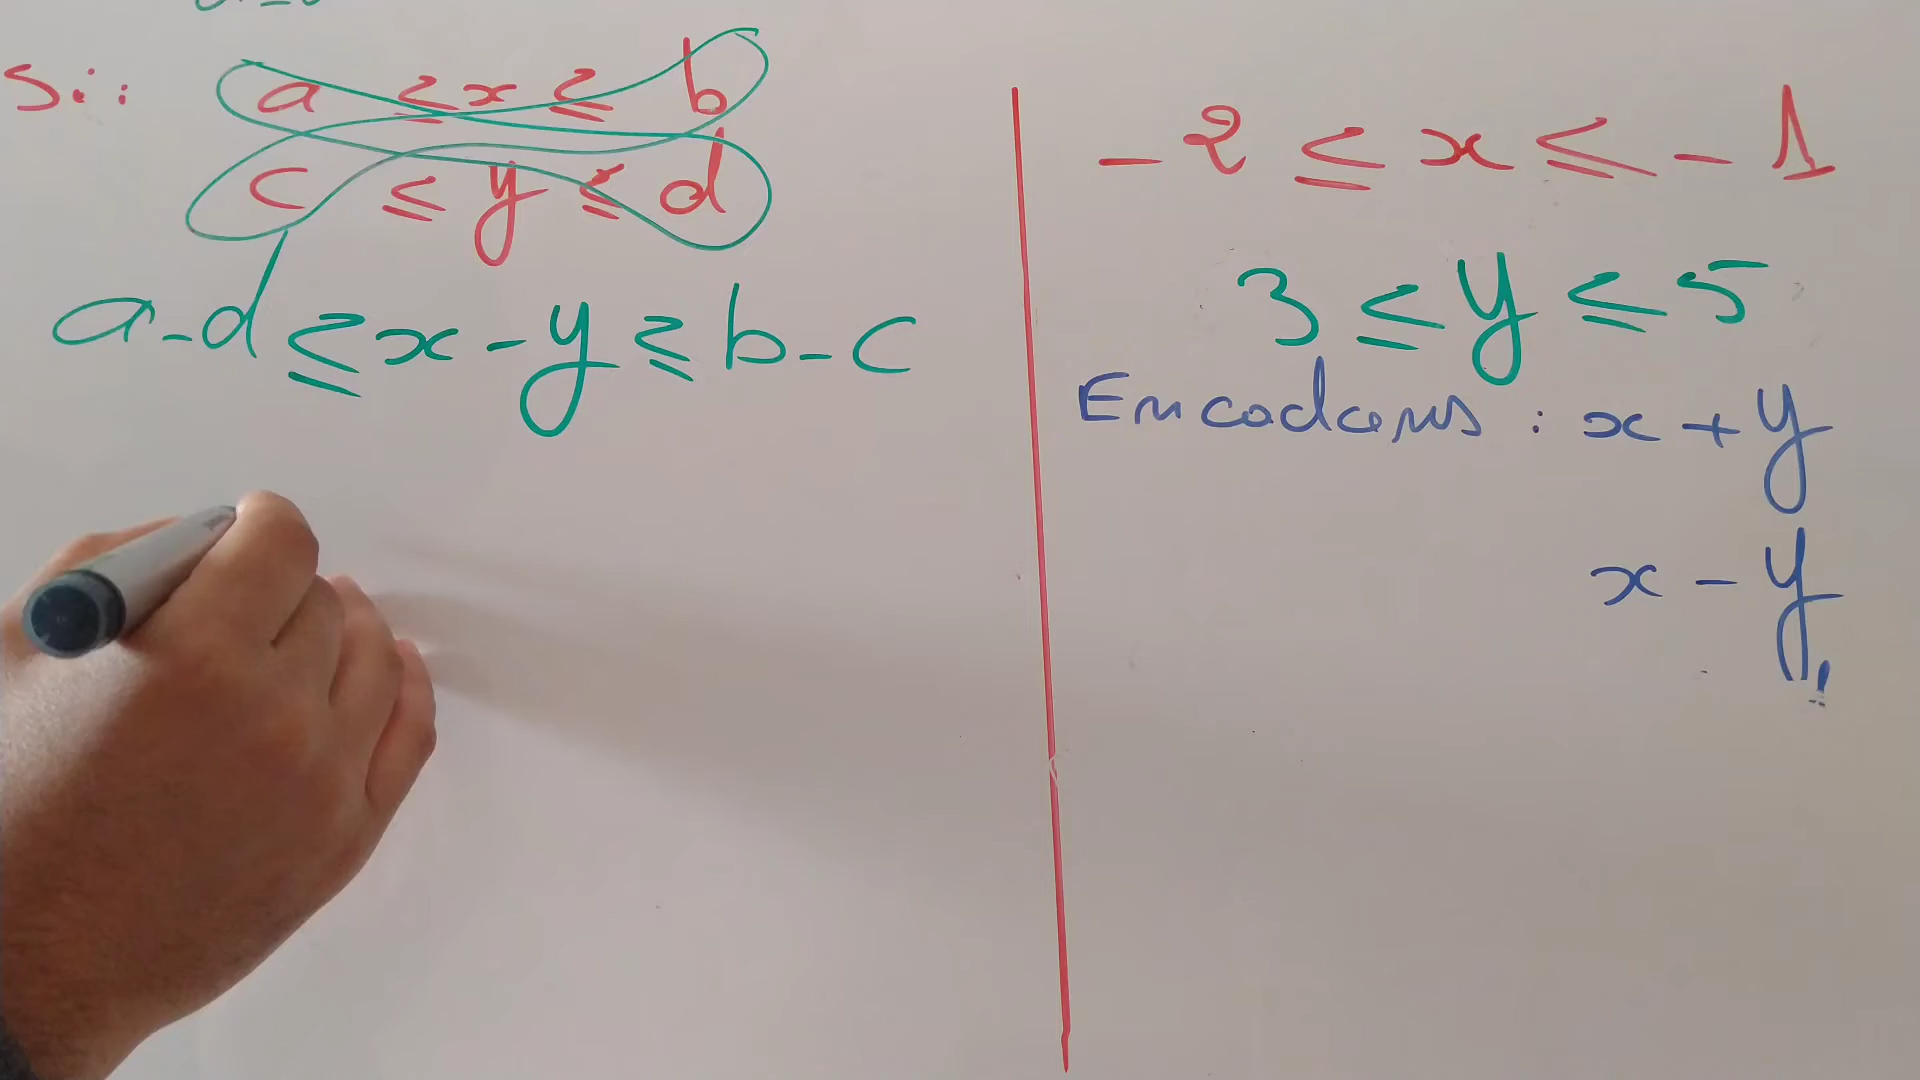 Si:
a ≤ x ≤ b
c ≤ y ≤ d
a-d ≤ x-y ≤ b-c
-2 ≤ x ≤ -1
3 ≤ y ≤ 5
Encadrons : x + y
x - y